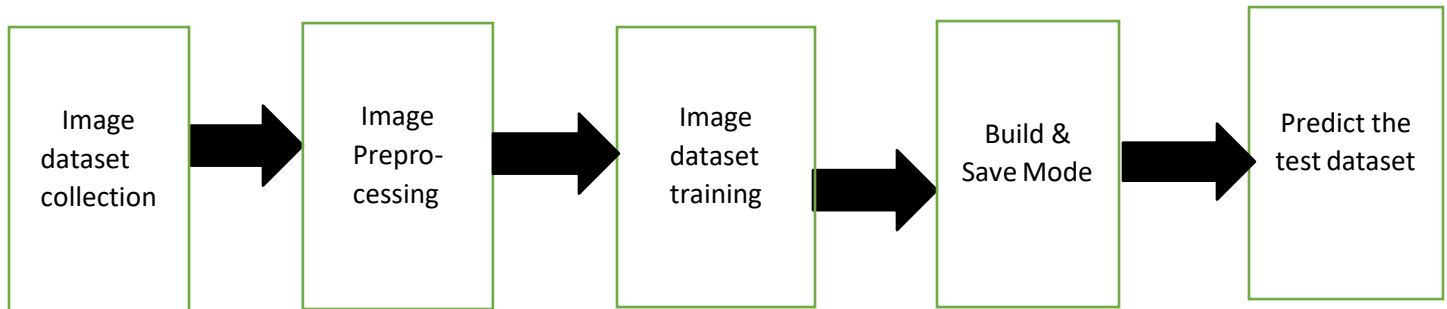 Image
dataset
collection
Image
Prepro-
cessing
Image
dataset
training
Build &
Save Mode
Predict the
test dataset